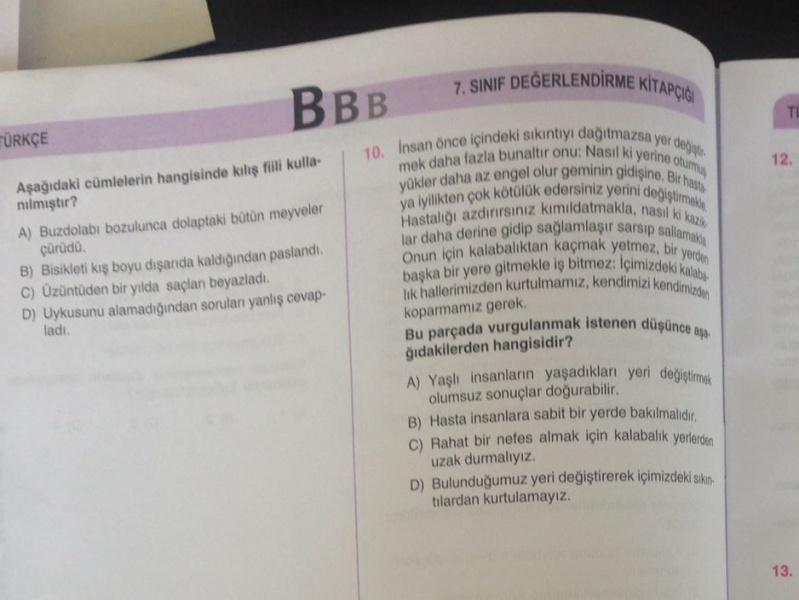 TÜRKÇE
BBB
7. SINIF DEĞERLENDİRME KİTAPÇIĞI
Aşağıdaki cümlelerin hangisinde kılış fiili kulla-
nılmıştır?
A) Buzdolabı bozulunca dolaptaki bütün meyveler
çürüdü.
B) Bisikleti kış boyu dışarıda kaldığından paslandı.
C) Üzüntüden bir yılda saçları beyazladı.
D) Uykusunu alamadığından soruları yanlış cevap-
ladı.
10. İnsan önce içindeki sıkıntıyı dağıtmazsa yer değiştir-
mek daha fazla bunaltır onu: Nasıl ki yerine oturmuş
yükler daha az engel olur geminin gidişine. Bir hasta-
ya iyilikten çok kötülük edersiniz yerini değiştirmekle.
Hastalığı azdırırsınız kımıldatmakla, nasıl ki kazık-
lar daha derine gidip sağlamlaşır sarsıp sallamakla.
Onun için kalabalıktan kaçmak yetmez, bir yerden
başka bir yere gitmekle iş bitmez: İçimizdeki kalaba-
lık hallerimizden kurtulmamız, kendimizi kendimizden
koparmamız gerek.
Bu parçada vurgulanmak istenen düşünce aşa-
ğıdakilerden hangisidir?
A) Yaşlı insanların yaşadıkları yeri değiştirmek
olumsuz sonuçlar doğurabilir.
B) Hasta insanlara sabit bir yerde bakılmalıdır.
C) Rahat bir nefes almak için kalabalık yerlerden
uzak durmalıyız.
D) Bulunduğumuz yeri değiştirerek içimizdeki sıkın-
tılardan kurtulamayız.
12.
13.